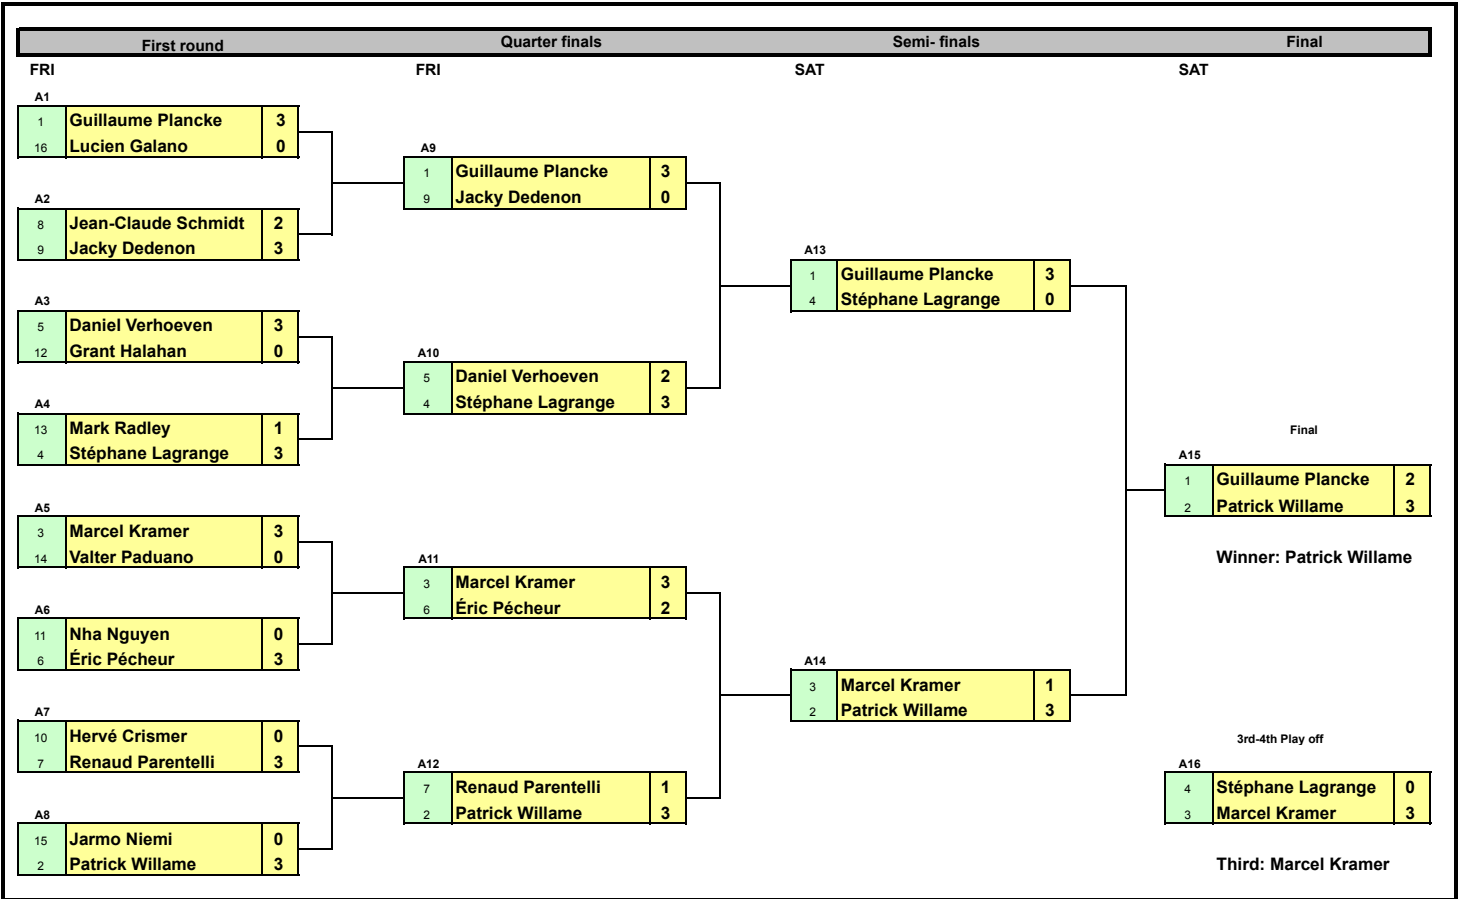 First round Quarter finals Semi- finals Final
FRI FRI SAT SAT
A1
1 Guillaume Plancke 3
16 Lucien Galano 0
A2
8 Jean-Claude Schmidt 2
9 Jacky Dedenon 3
A3
5 Daniel Verhoeven 3
12 Grant Halahan 0
A4
13 Mark Radley 1
4 Stéphane Lagrange 3
A5
3 Marcel Kramer 3
14 Valter Paduano 0
A6
11 Nha Nguyen 0
6 Éric Pécheur 3
A7
10 Hervé Crismer 0
7 Renaud Parentelli 3
A8
15 Jarmo Niemi 0
2 Patrick Willame 3
A9
1 Guillaume Plancke 3
9 Jacky Dedenon 0
A10
5 Daniel Verhoeven 2
4 Stéphane Lagrange 3
A11
3 Marcel Kramer 3
6 Éric Pécheur 2
A12
7 Renaud Parentelli 1
2 Patrick Willame 3
A13
1 Guillaume Plancke 3
4 Stéphane Lagrange 0
A14
3 Marcel Kramer 1
2 Patrick Willame 3
Final
A15
1 Guillaume Plancke 2
2 Patrick Willame 3
Winner: Patrick Willame
3rd-4th Play off
A16
4 Stéphane Lagrange 0
3 Marcel Kramer 3
Third: Marcel Kramer